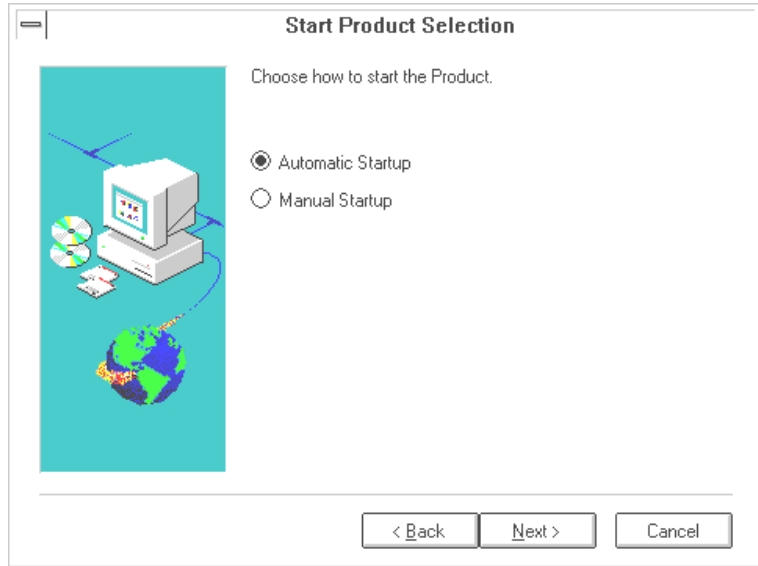 Start Product Selection
Choose how to start the Product.
Automatic Startup
Manual Startup
< Back
Next >
Cancel